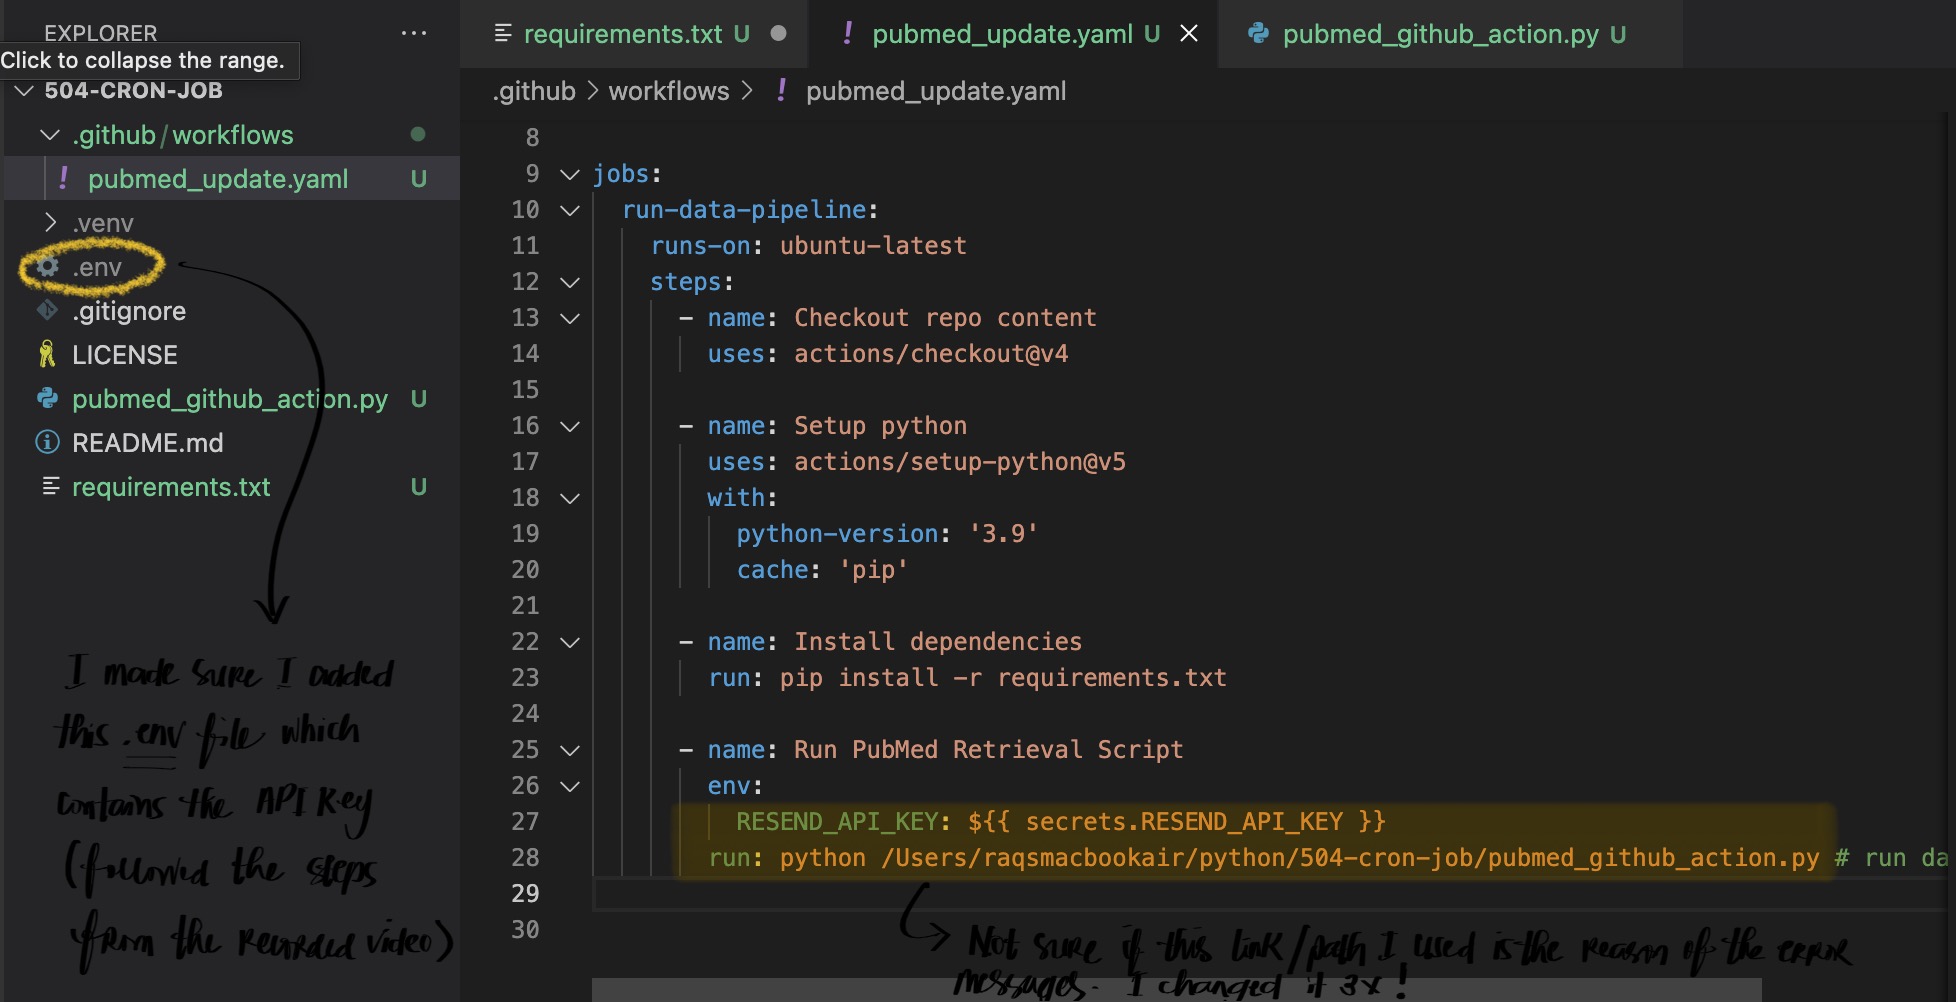 EXPLORER
Click to collapse the range.
504-CRON-JOB
.github/workflows
pubmed_update.yaml U
.venv
.env
.gitignore
LICENSE
pubmed_github_action.py U
README.md
requirements.txt U
I made sure I added
this .env file which
contains the API Key
(followed the steps
from the recorded video)
requirements.txt U
pubmed_update.yaml U
pubmed_github_action.py U
.github > workflows > ! pubmed_update.yaml
8
9 jobs:
10 run-data-pipeline:
11 runs-on: ubuntu-latest
12 steps:
13 - name: Checkout repo content
14 uses: actions/checkout@v4
15
16 - name: Setup python
17 uses: actions/setup-python@v5
18 with:
19 python-version: '3.9'
20 cache: 'pip'
21
22 - name: Install dependencies
23 run: pip install -r requirements.txt
24
25 - name: Run PubMed Retrieval Script
26 env:
27 RESEND_API_KEY: ${{ secrets.RESEND_API_KEY }}
28 run: python /Users/raqsmacbookair/python/504-cron-job/pubmed_github_action.py # run da
29
30
Not sure if this link/path I used is the reason of the error
messages. I changed it 3x!